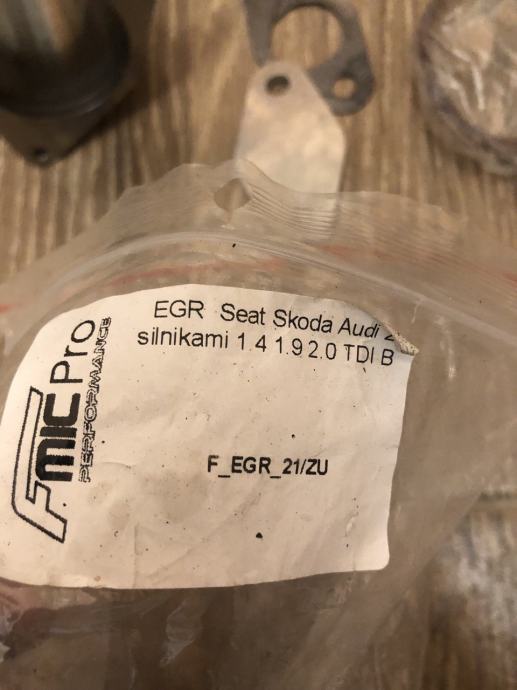 EGR Seat Skoda Audi
silnikami 1.4 1.9 2.0 TDI B
FMIC Pro
PERFORMANCE
F_EGR_21/ZU